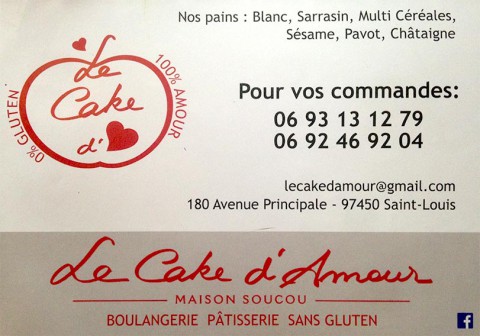 Nos pains : Blanc, Sarrasin, Multi Céréales,
Sésame, Pavot, Châtaigne
Le
Cake
d'
0% GLUTEN
100% AMOUR
Pour vos commandes:
06 93 13 12 79
06 92 46 92 04
lecakedamour@gmail.com
180 Avenue Principale - 97450 Saint-Louis
Le Cake d'Amour
MAISON SOUCOU
BOULANGERIE PÂTISSERIE SANS GLUTEN
f